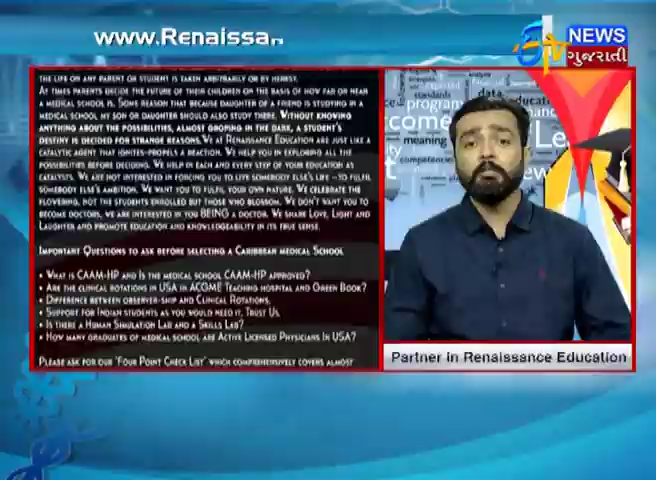 www.Renaissa
ETV NEWS
ગુજરાતી
THE LIFE ON ANY PARENT OR STUDENT IS TAKEN ARBITRARILY OR BY HERESY.
AT TIMES PARENTS DECIDE THE FUTURE OF THEIR CHILDREN ON THE BASIS OF HOW FAR OR NEAR
A MEDICAL SCHOOL IS. SOME REASON THAT BECAUSE DAUGHTER OF A FRIEND IS STUDYING IN A
MEDICAL SCHOOL MY SON OR DAUGHTER SHOULD ALSO STUDY THERE. WITHOUT KNOWING
ANYTHING ABOUT THE POSSIBILITIES, ALMOST GROPING IN THE DARK, A STUDENT'S
DESTINY IS DECIDED FOR STRANGE REASONS. WE AT RENAISSANCE EDUCATION ARE JUST LIKE A
CATALYTIC AGENT THAT IGNITES-PROPELS A REACTION. WE HELP YOU IN EXPLORING ALL THE
POSSIBILITIES BEFORE DECIDING. WE HELP IN EACH AND EVERY STEP OF YOUR EDUCATION AS
CATALYSTS. WE ARE NOT INTERESTED IN FORCING YOU TO LIVE SOMEBODY ELSE'S LIFE –TO FULFIL
SOMEBODY ELSE'S AMBITION. WE WANT YOU TO FULFIL YOUR OWN NATURE. WE CELEBRATE THE
FLOWERING, NOT THE STUDENTS ENROLLED BUT THOSE WHO BLOSSOM. WE DON'T WANT YOU TO
BECOME DOCTORS, WE ARE INTERESTED IN YOU BEING A DOCTOR. WE SHARE LOVE, LIGHT AND
LAUGHTER AND PROMOTE EDUCATION AND KNOWLEDGEABILITY IN ITS TRUE SENSE.
IMPORTANT QUESTIONS TO ASK BEFORE SELECTING A CARIBBEAN MEDICAL SCHOOL
• WHAT IS CAAM-HP AND IS THE MEDICAL SCHOOL CAAM-HP APPROVED?
• ARE THE CLINICAL ROTATIONS IN USA IN ACGME TEACHING HOSPITAL AND GREEN BOOK?
• DIFFERENCE BETWEEN OBSERVER-SHIP AND CLINICAL ROTATIONS.
• SUPPORT FOR INDIAN STUDENTS AS YOU WOULD NEED IT, TRUST US.
• IS THERE A HUMAN SIMULATION LAB AND A SKILLS LAB?
• HOW MANY GRADUATES OF MEDICAL SCHOOL ARE ACTIVE LICENSED PHYSICIANS IN USA?
PLEASE ASK FOR OUR 'FOUR POINT CHECK LIST' WHICH COMPREHENSIVELY COVERS ALMOST
standards
program
data
education
finance
meaning
competencies
Partner in Renaissance Education